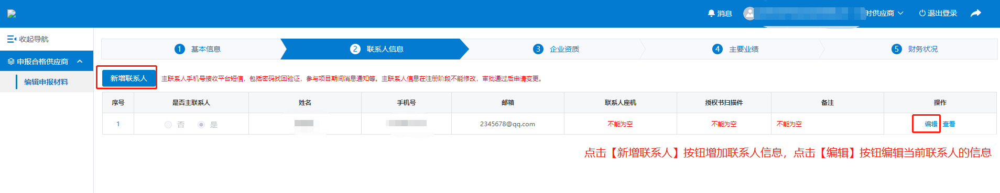 消息 时供应商 退出登录
收起导航
申报合格供应商
编辑申报材料
1 基本信息 2 联系人信息 3 企业资质 4 主要业绩 5 财务状况
新增联系人 主联系人手机号接收平台短信，包括密码找回验证，参与项目期间消息通知等。主联系人信息在注册阶段不能修改，审批通过后申请变更。
序号 是否主联系人 姓名 手机号 邮箱 联系人座机 授权书扫描件 备注 操作
1 否 是 2345678@qq.com 不能为空 不能为空 不能为空 编辑 查看
点击【新增联系人】按钮增加联系人信息，点击【编辑】按钮编辑当前联系人的信息